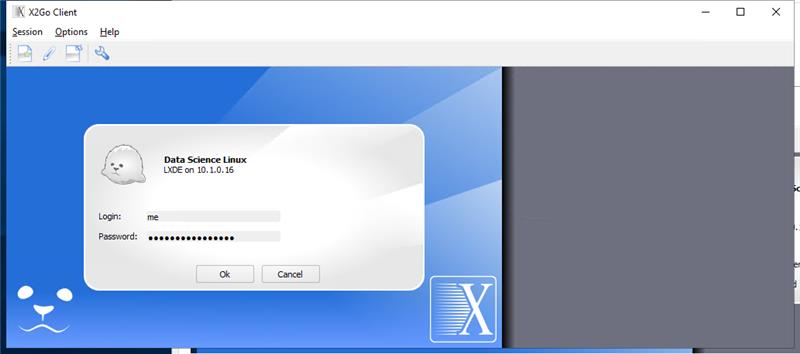 X2Go Client
Session Options Help
Data Science Linux
LXDE on 10.1.0.16
Login: me
Password: ●●●●●●●●●●●●●●●●
Ok Cancel
X